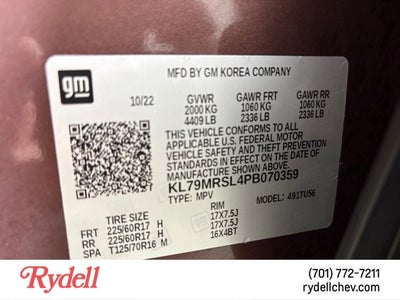 gm
MFD BY GM KOREA COMPANY
10/22 GVWR GAWR FRT GAWR RR
2000 KG 1060 KG 1060 KG
4409 LB 2336 LB 2336 LB
THIS VEHICLE CONFORMS TO ALL
APPLICABLE U.S. FEDERAL MOTOR
VEHICLE SAFETY AND THEFT PREVENTION
STANDARDS IN EFFECT ON THE DATE OF
MANUFACTURE SHOWN ABOVE.
KL79MRSL4PB070359
TYPE: MPV 491TU56
TIRE SIZE RIM
FRT 225/60R17 H 17X7.5J
RR 225/60R17 H 17X7.5J
SPA T125/70R16 M 16X4BT
Rydell
(701) 772-7211
rydellchev.com